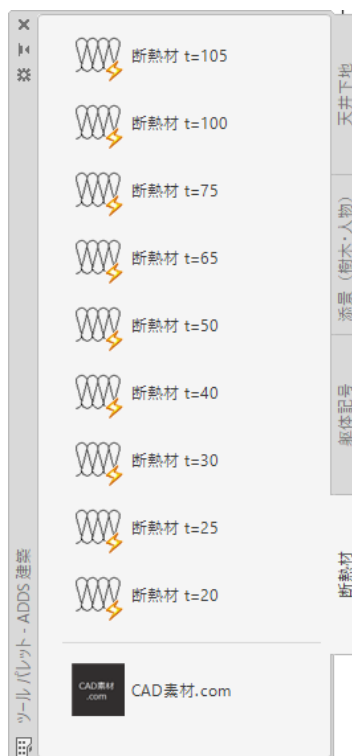 断熱材 t=105
断熱材 t=100
断熱材 t=75
断熱材 t=65
断熱材 t=50
断熱材 t=40
断熱材 t=30
断熱材 t=25
断熱材 t=20
CAD素材
.com
CAD素材.com
天井下地
添景（樹木・人物）
躯体記号
断熱材
ツール パレット - ADDS 建築